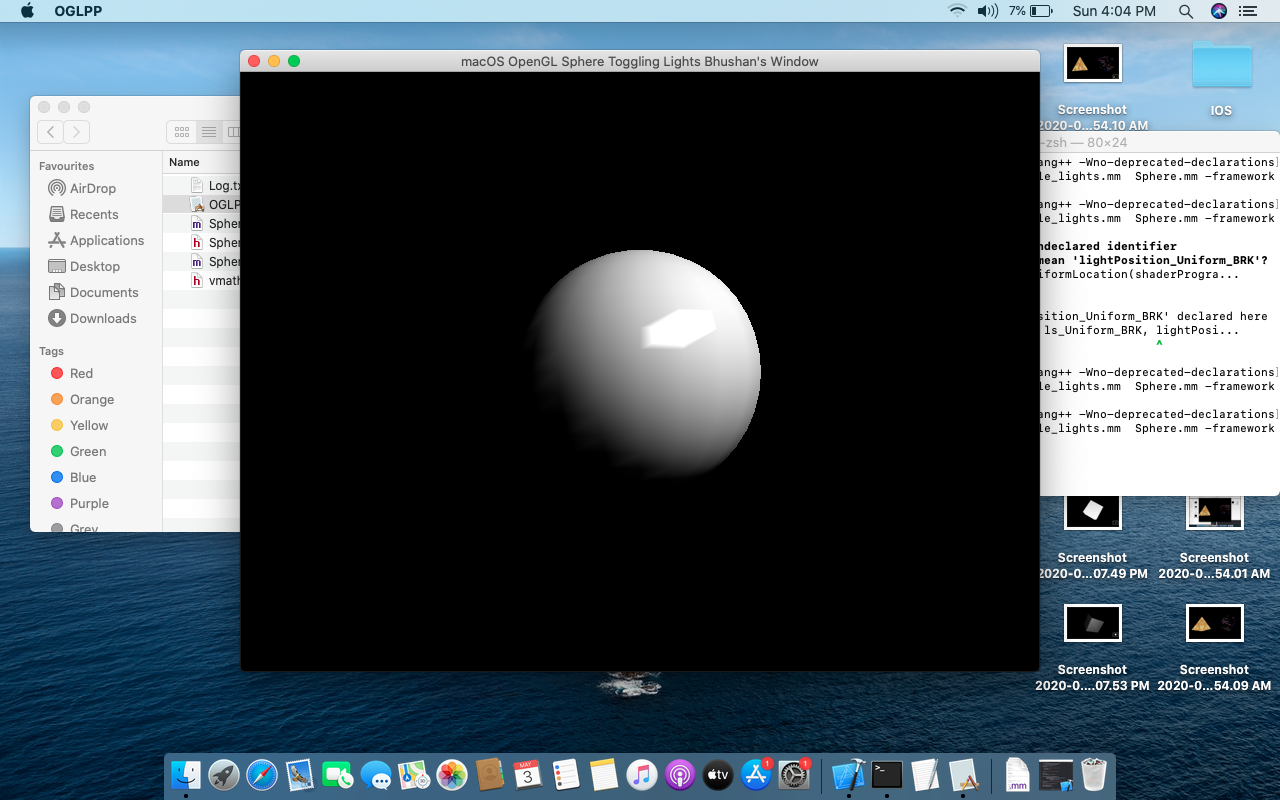 OGLPP
7%
Sun 4:04 PM
macOS OpenGL Sphere Toggling Lights Bhushan's Window
Favourites
AirDrop
Recents
Applications
Desktop
Documents
Downloads
Tags
Red
Orange
Yellow
Green
Blue
Purple
Grey
Name
Log.tx
OGLP
Spher
Spher
Spher
vmath
Screenshot
2020-0...54.10 AM
IOS
-zsh — 80×24
ang++ -Wno-deprecated-declarations]
le_lights.mm  Sphere.mm -framework
ang++ -Wno-deprecated-declarations]
le_lights.mm  Sphere.mm -framework
ndeclared identifier
mean 'lightPosition_Uniform_BRK'?
iformLocation(shaderProgra...
sition_Uniform_BRK' declared here
ls_Uniform_BRK, lightPosi...
^
ang++ -Wno-deprecated-declarations]
le_lights.mm  Sphere.mm -framework
ang++ -Wno-deprecated-declarations]
le_lights.mm  Sphere.mm -framework
Screenshot
2020-0...07.49 PM
Screenshot
2020-0...54.01 AM
Screenshot
2020-0....07.53 PM
Screenshot
2020-0...54.09 AM
MAY
3
tv
1
1
>_
.mm